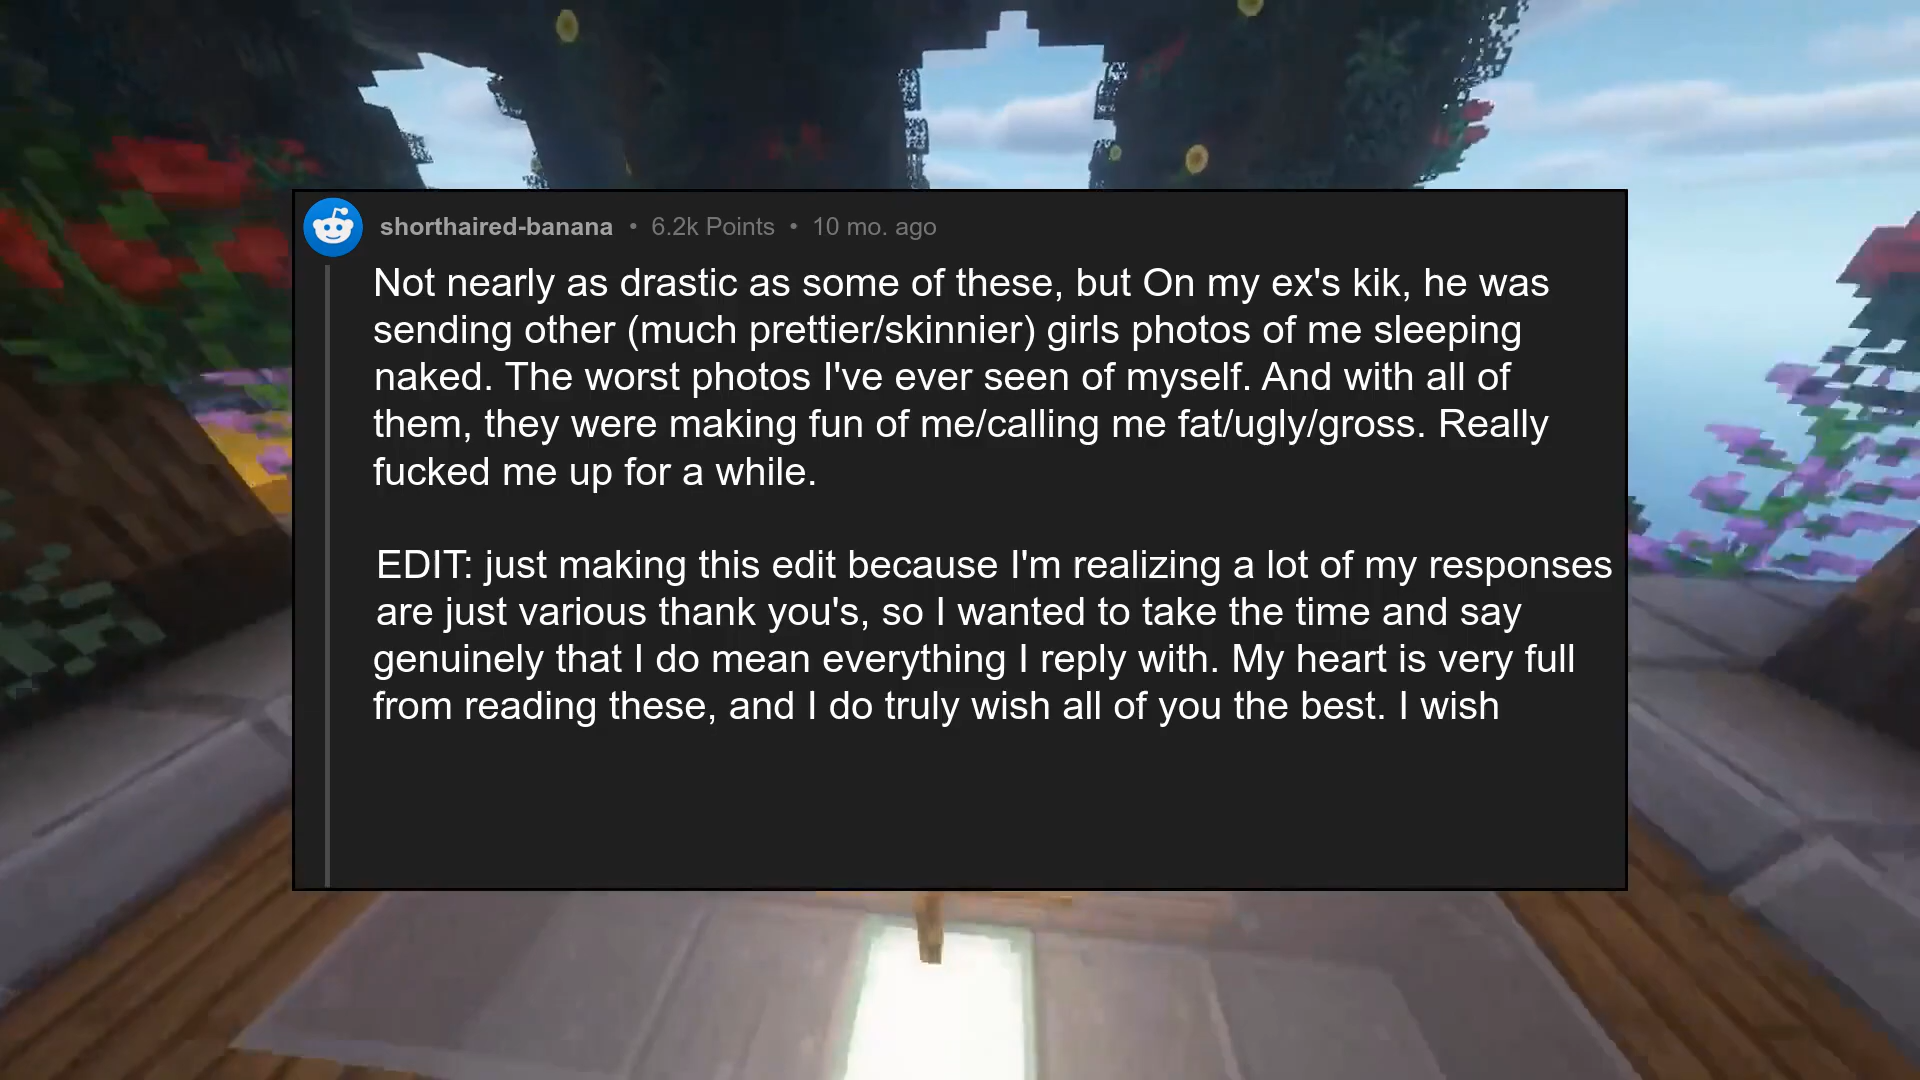 shorthaired-banana • 6.2k Points • 10 mo. ago
Not nearly as drastic as some of these, but On my ex's kik, he was
sending other (much prettier/skinnier) girls photos of me sleeping
naked. The worst photos I've ever seen of myself. And with all of
them, they were making fun of me/calling me fat/ugly/gross. Really
fucked me up for a while.
EDIT: just making this edit because I'm realizing a lot of my responses
are just various thank you's, so I wanted to take the time and say
genuinely that I do mean everything I reply with. My heart is very full
from reading these, and I do truly wish all of you the best. I wish